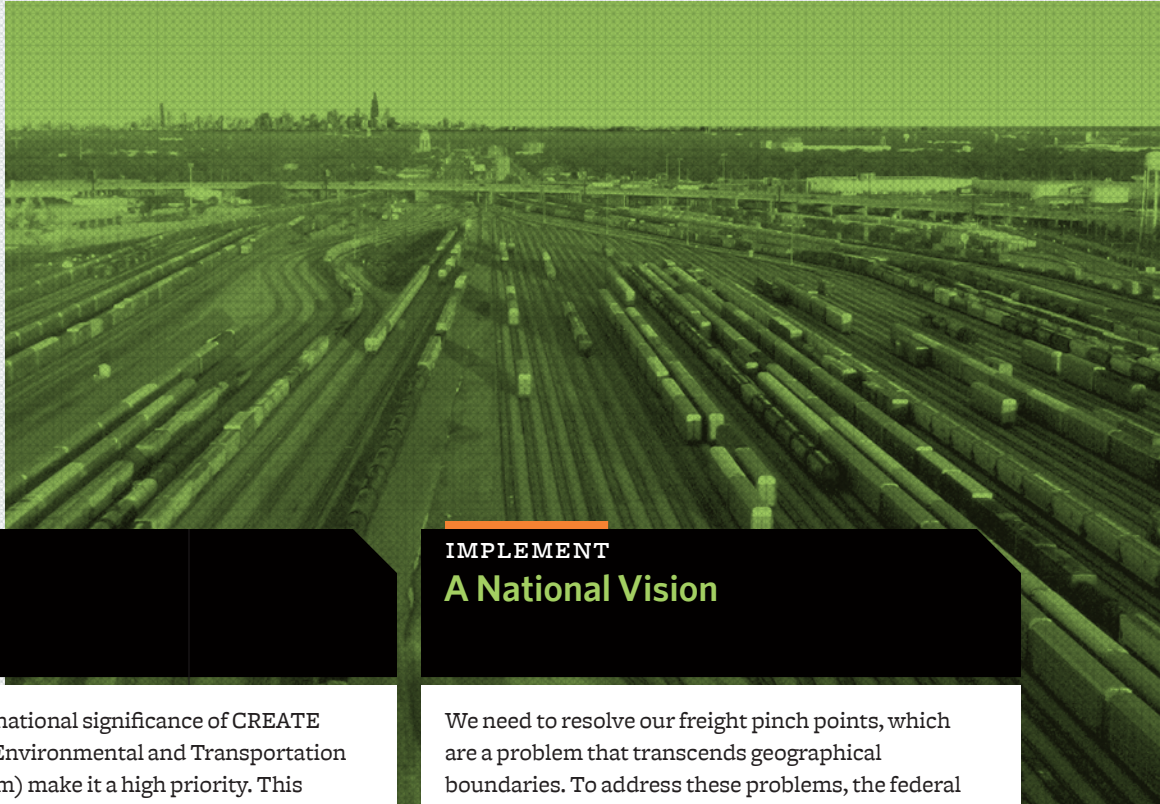 IMPLEMENT
A National Vision
national significance of CREATE
Environmental and Transportation
m) make it a high priority. This
We need to resolve our freight pinch points, which
are a problem that transcends geographical
boundaries. To address these problems, the federal